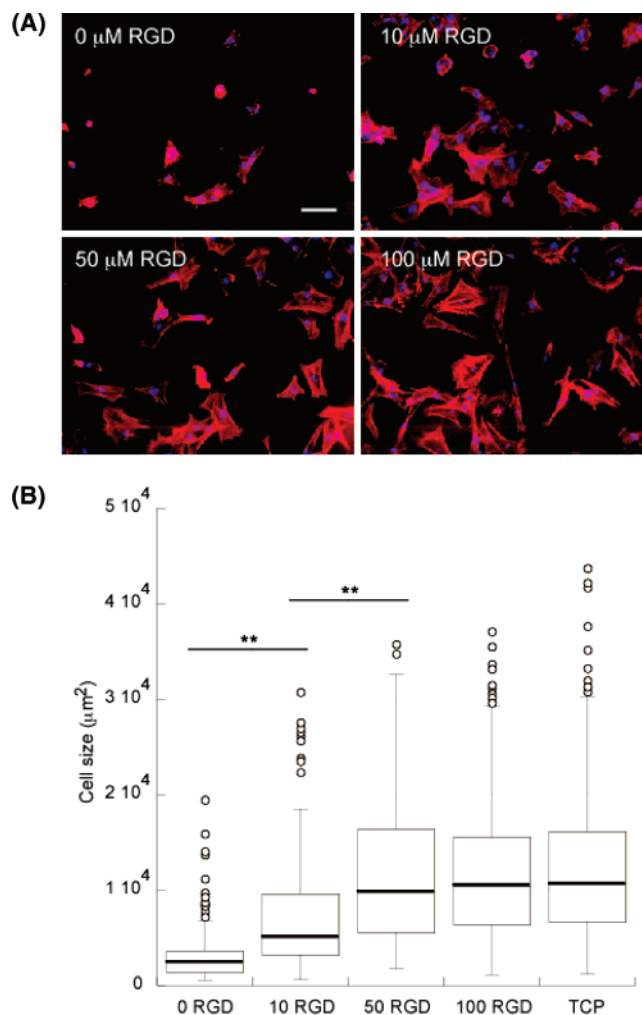 (A)
0 μM RGD
10 μM RGD
50 μM RGD
100 μM RGD
(B)
5 10⁴
4 10⁴
3 10⁴
2 10⁴
1 10⁴
0
Cell size (μm²)
**
**
0 RGD
10 RGD
50 RGD
100 RGD
TCP